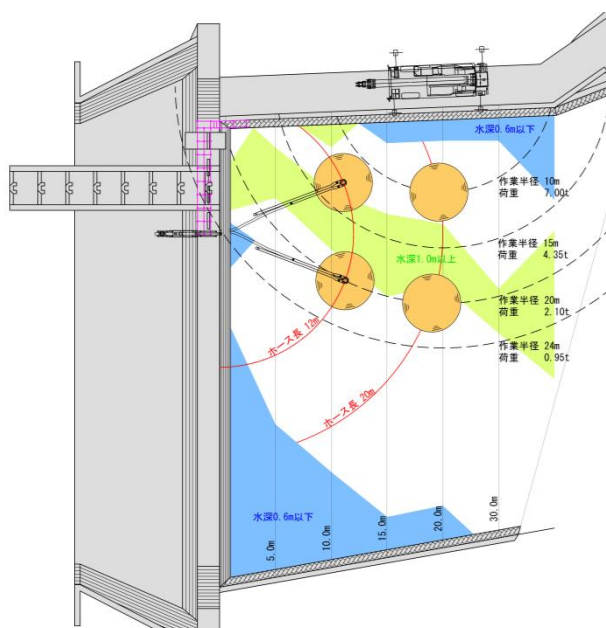 水深0.6m以下
作業半径 10m
荷重 7.00t
作業半径 15m
荷重 4.35t
水深1.0m以上
作業半径 20m
荷重 2.10t
作業半径 24m
荷重 0.95t
ホース長 12m
ホース長 20m
水深0.6m以下
5.0m
10.0m
15.0m
20.0m
30.0m